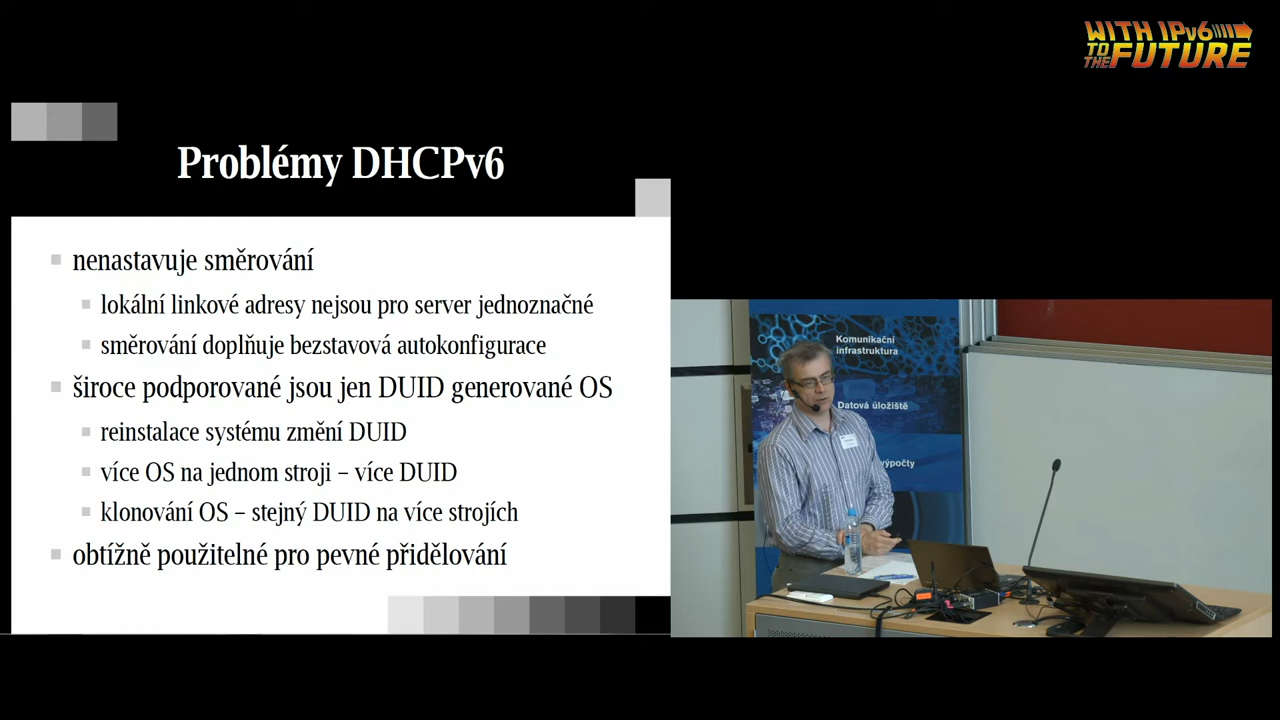 WITH IPv6
TO THE FUTURE
Problémy DHCPv6
nenastavuje směrování
lokální linkové adresy nejsou pro server jednoznačné
směrování doplňuje bezstavová autokonfigurace
široce podporované jsou jen DUID generované OS
reinstalace systému změní DUID
více OS na jednom stroji – více DUID
klonování OS – stejný DUID na více strojích
obtížně použitelné pro pevné přidělování
Komunikační
infrastruktura
Datová úložiště
výpočty